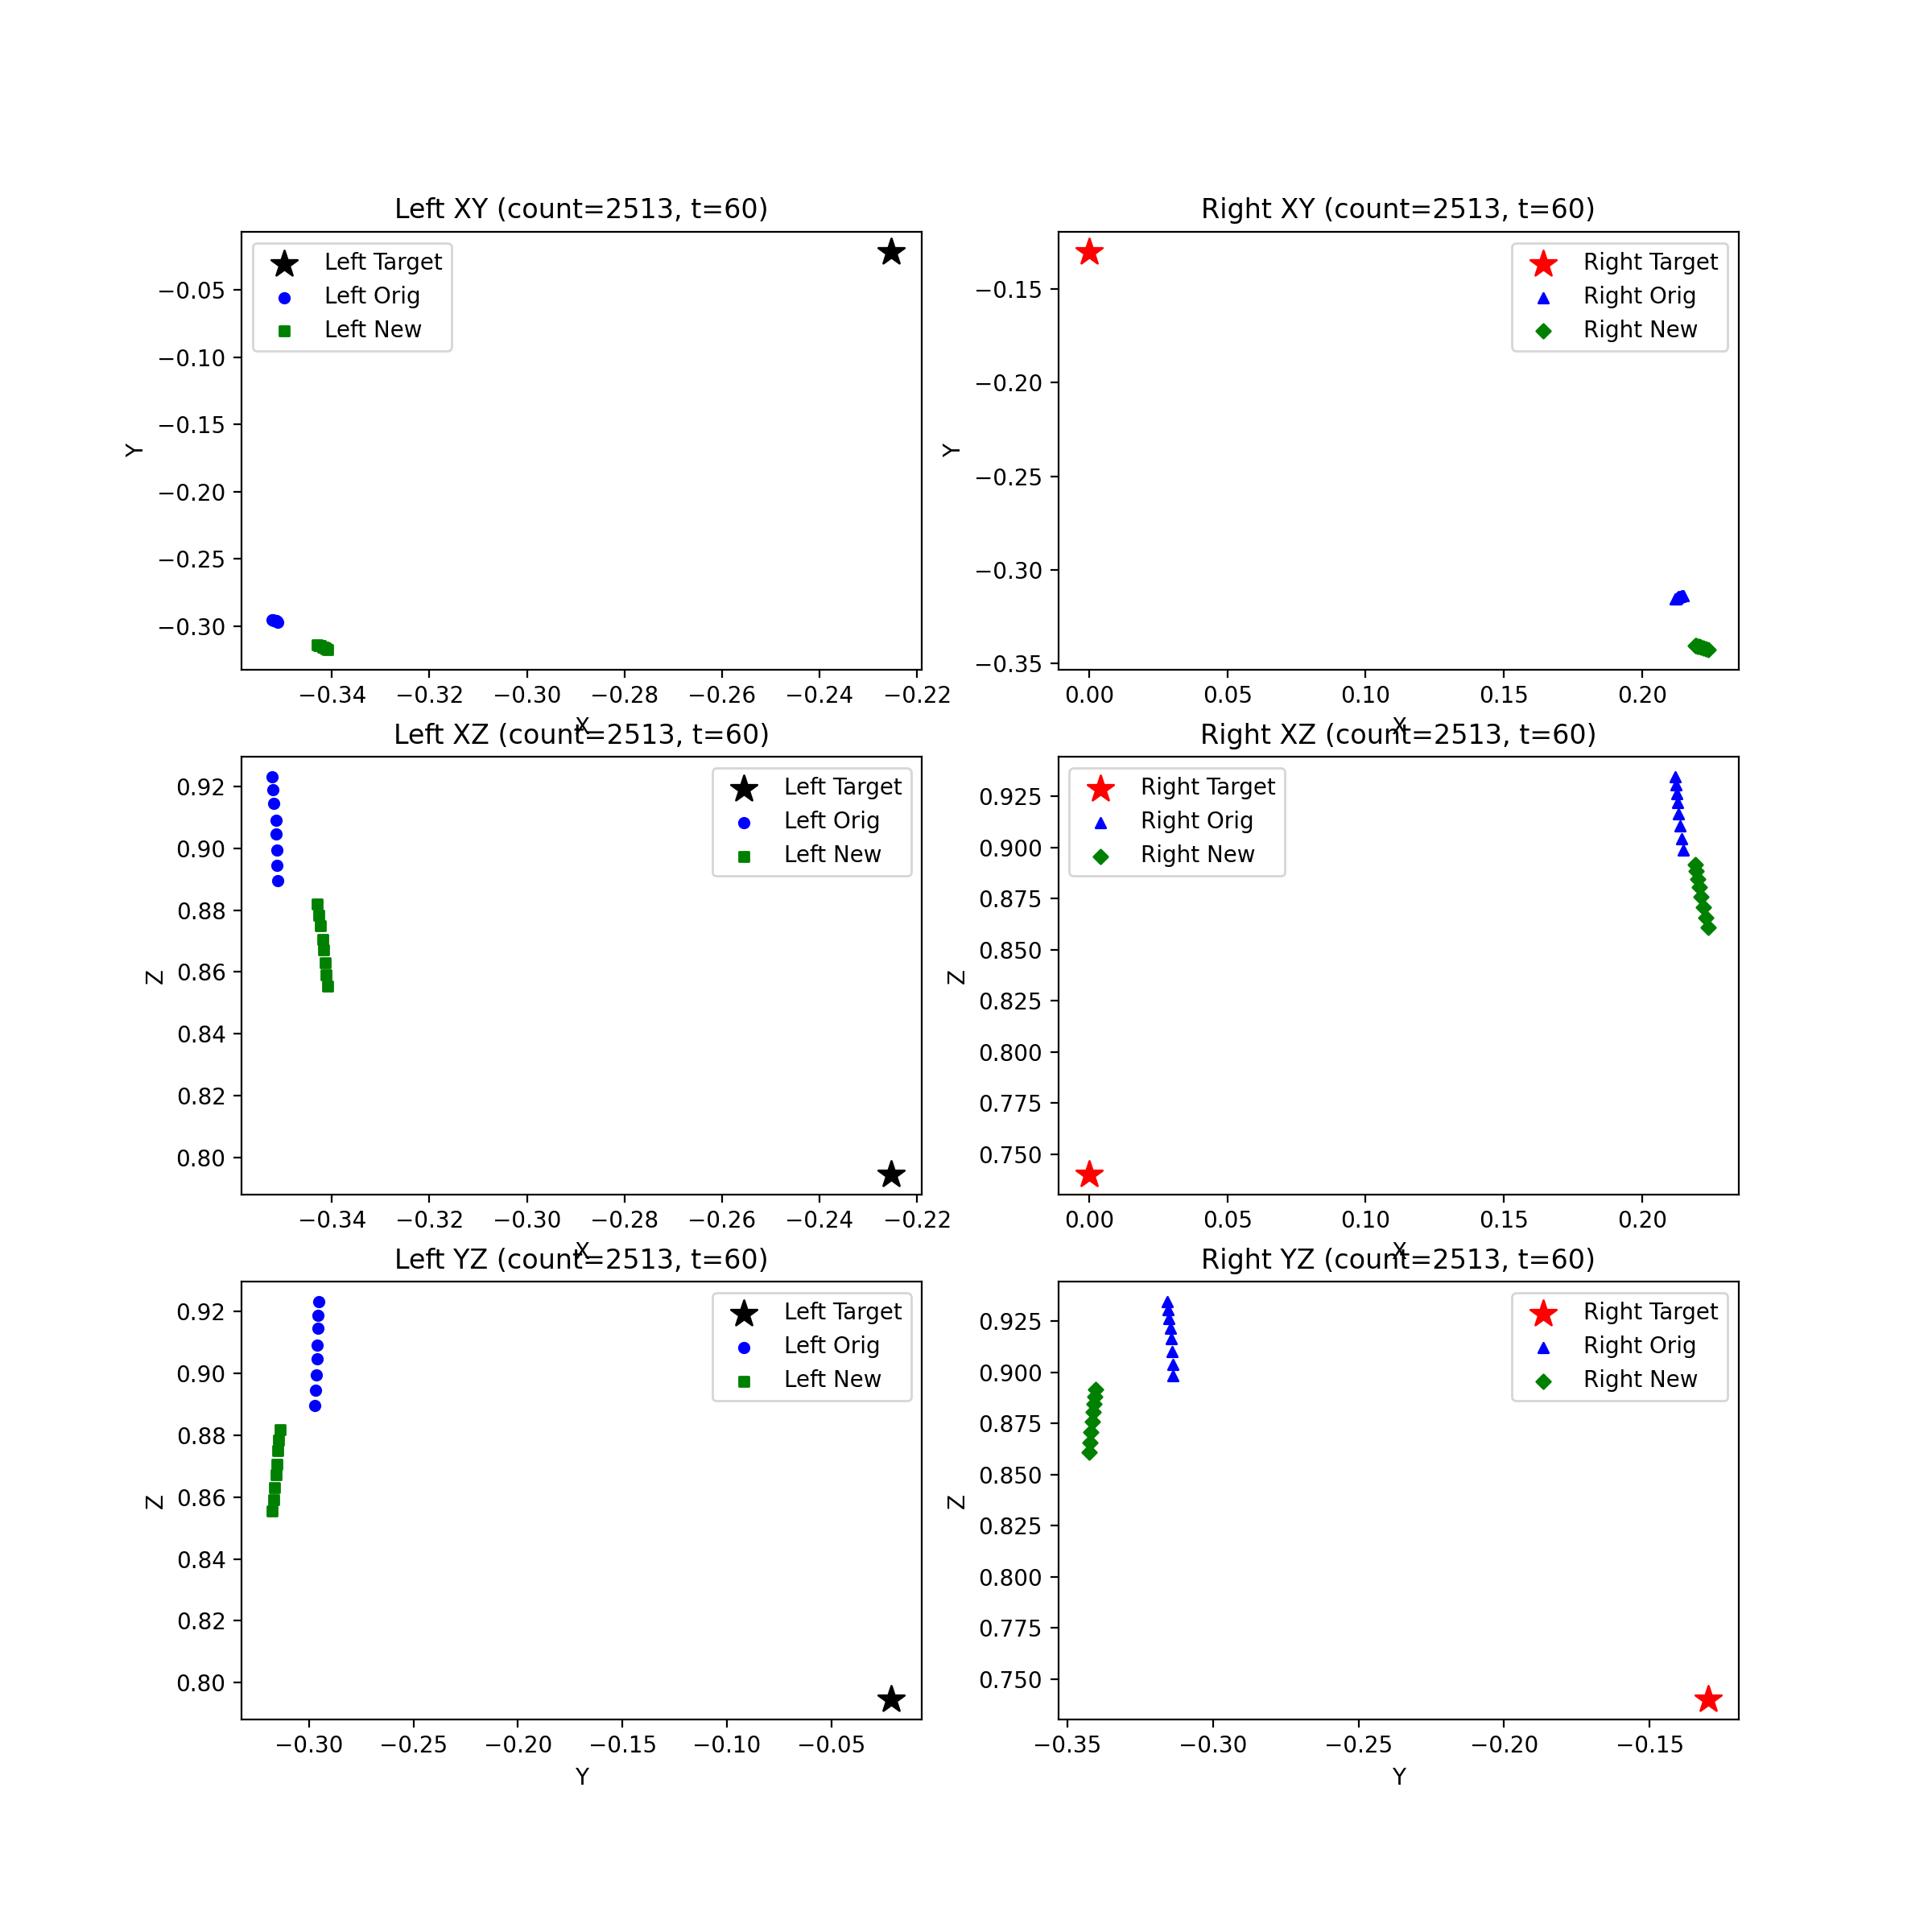 Left XY (count=2513, t=60)
Left Target
Left Orig
Left New
−0.05
−0.10
−0.15
−0.20
−0.25
−0.30
Y
−0.34 −0.32 −0.30 −0.28 −0.26 −0.24 −0.22
X
Right XY (count=2513, t=60)
Right Target
Right Orig
Right New
−0.15
−0.20
−0.25
−0.30
−0.35
Y
0.00 0.05 0.10 0.15 0.20
X
Left XZ (count=2513, t=60)
Left Target
Left Orig
Left New
0.92
0.90
0.88
0.86
0.84
0.82
0.80
Z
−0.34 −0.32 −0.30 −0.28 −0.26 −0.24 −0.22
X
Right XZ (count=2513, t=60)
Right Target
Right Orig
Right New
0.925
0.900
0.875
0.850
0.825
0.800
0.775
0.750
Z
0.00 0.05 0.10 0.15 0.20
X
Left YZ (count=2513, t=60)
Left Target
Left Orig
Left New
0.92
0.90
0.88
0.86
0.84
0.82
0.80
Z
−0.30 −0.25 −0.20 −0.15 −0.10 −0.05
Y
Right YZ (count=2513, t=60)
Right Target
Right Orig
Right New
0.925
0.900
0.875
0.850
0.825
0.800
0.775
0.750
Z
−0.35 −0.30 −0.25 −0.20 −0.15
Y